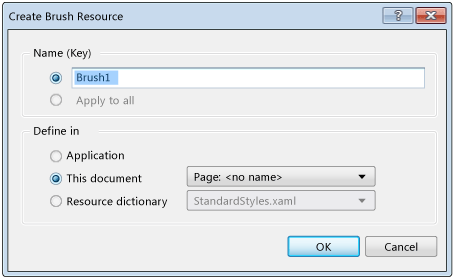 Create Brush Resource
Name (Key)
Brush1
Apply to all
Define in
Application
This document
Page: <no name>
Resource dictionary
StandardStyles.xaml
OK
Cancel